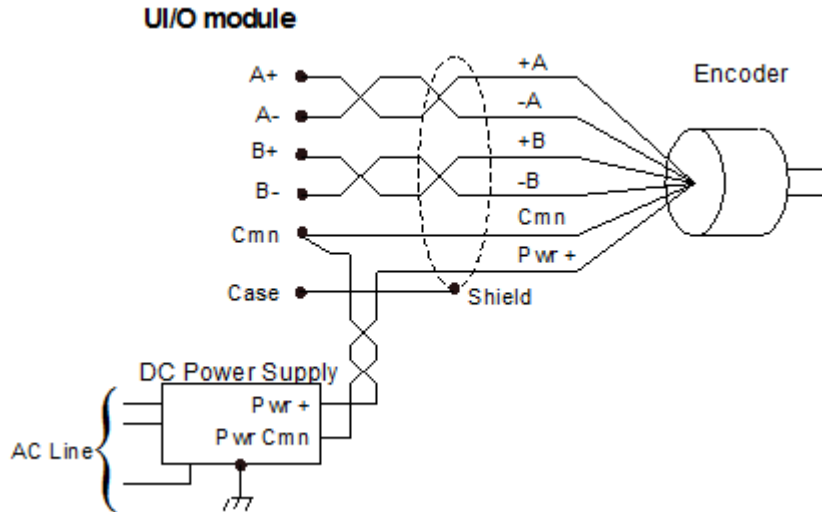 UI/O module
A+
+A
Encoder
A-
-A
B+
+B
B-
-B
Cmn
Cmn
Pwr +
Case
Shield
DC Power Supply
Pwr +
Pwr Cmn
AC Line